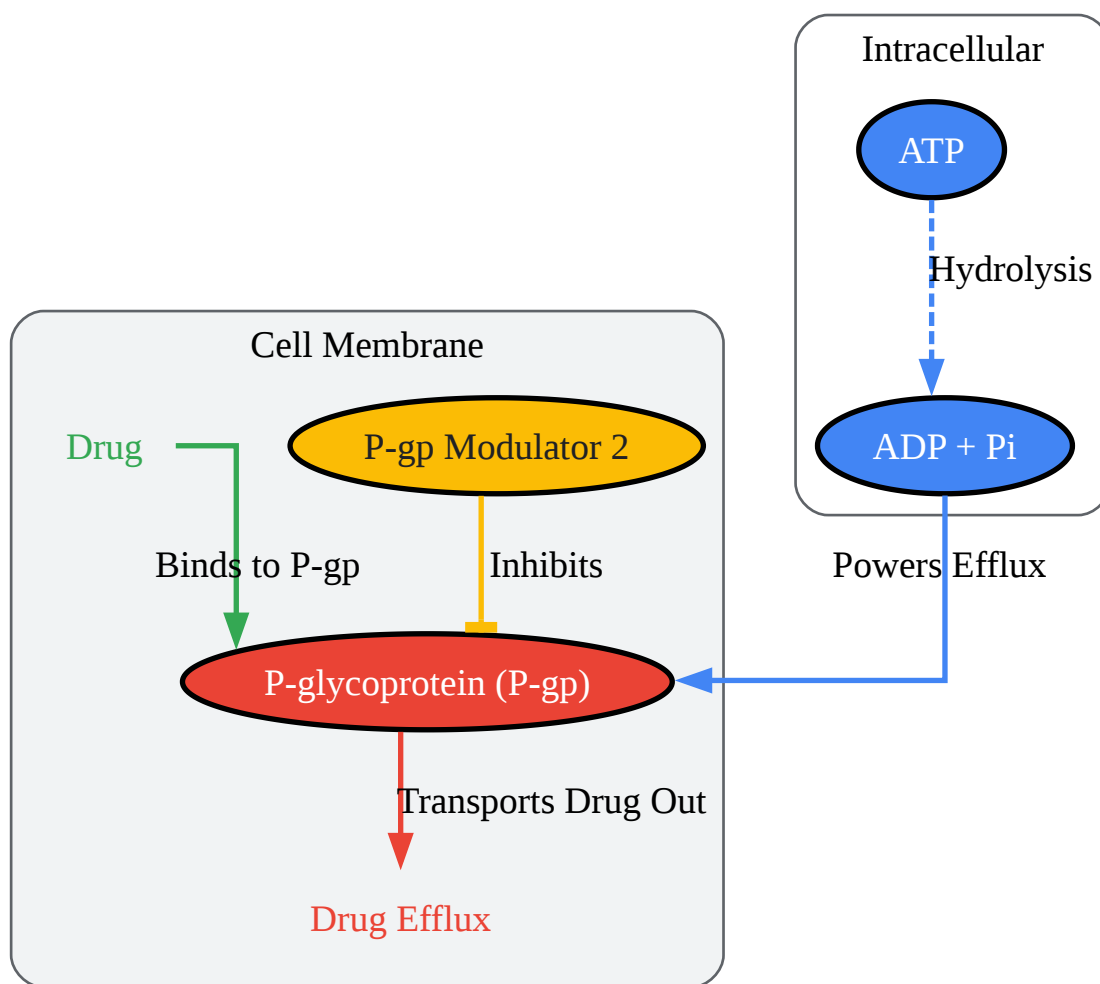 Intracellular
ATP
Hydrolysis
Cell Membrane
Drug
P-gp Modulator 2
ADP + Pi
Binds to P-gp
Inhibits
Powers Efflux
P-glycoprotein (P-gp)
Transports Drug Out
Drug Efflux